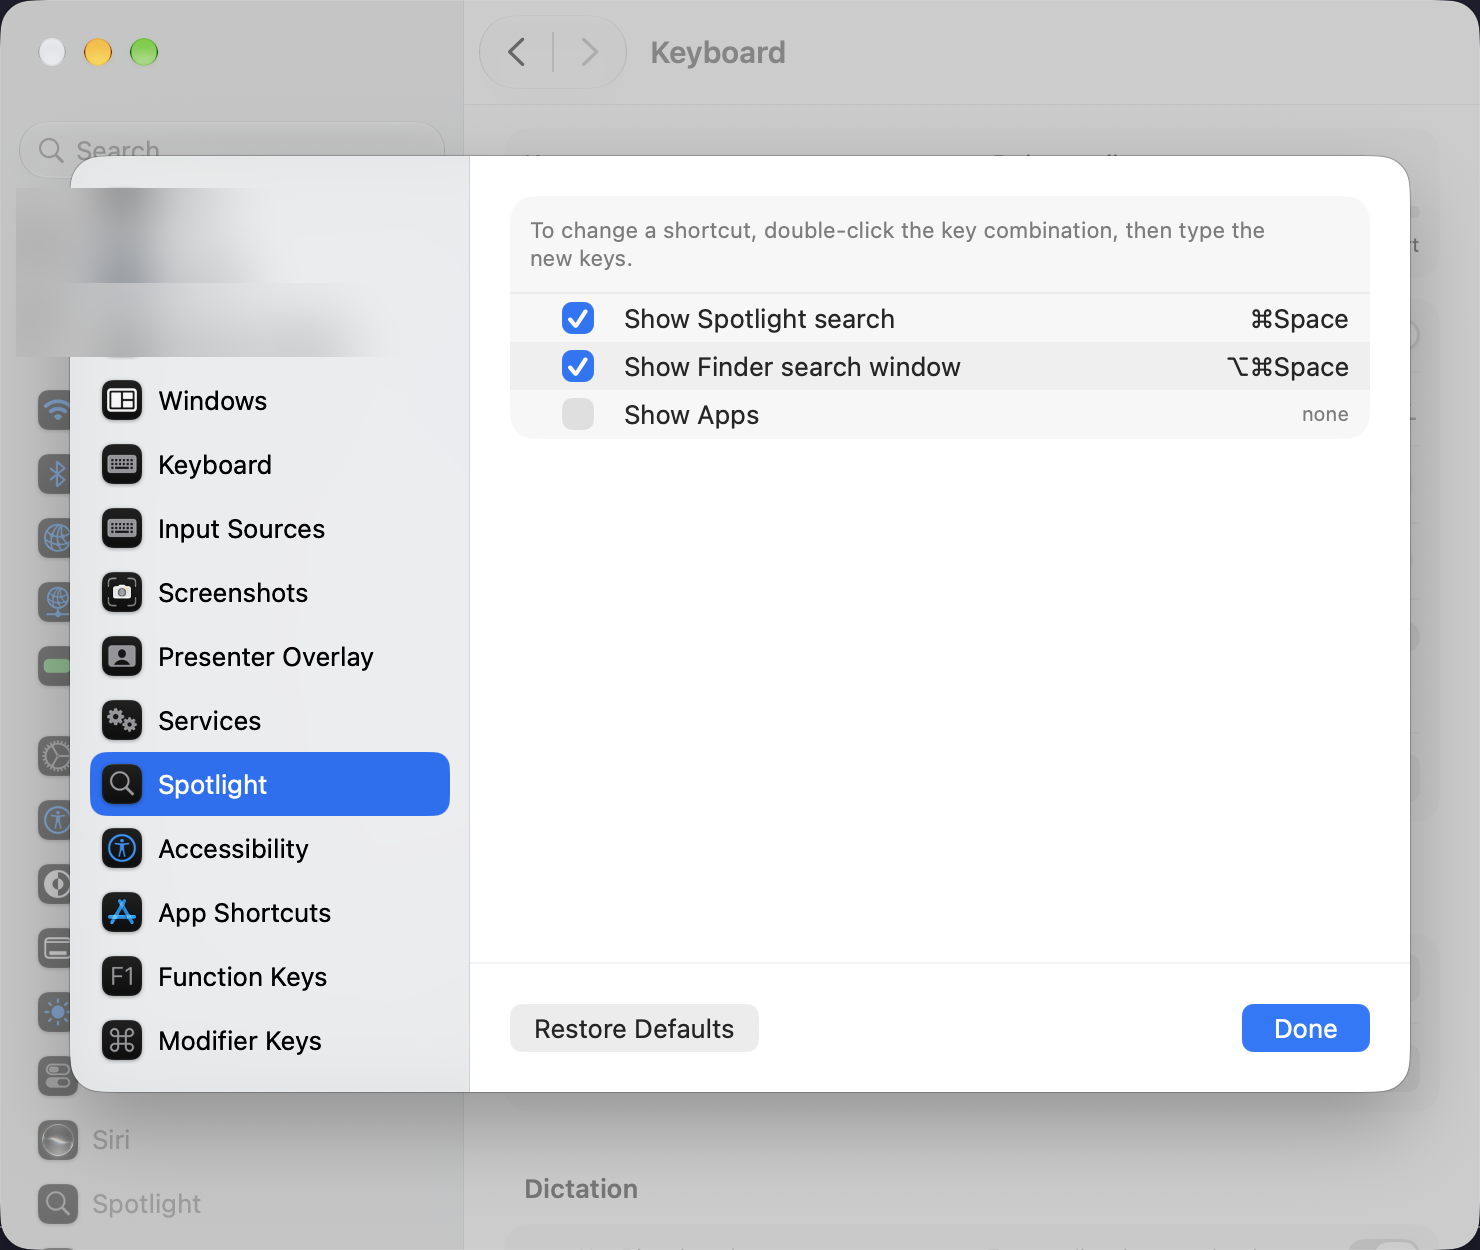 Keyboard
Search
To change a shortcut, double-click the key combination, then type the
new keys.
Show Spotlight search ⌘Space
Show Finder search window ⌥⌘Space
Show Apps none
Windows
Keyboard
Input Sources
Screenshots
Presenter Overlay
Services
Spotlight
Accessibility
App Shortcuts
F1 Function Keys
Modifier Keys
Restore Defaults Done
Siri
Spotlight
Dictation